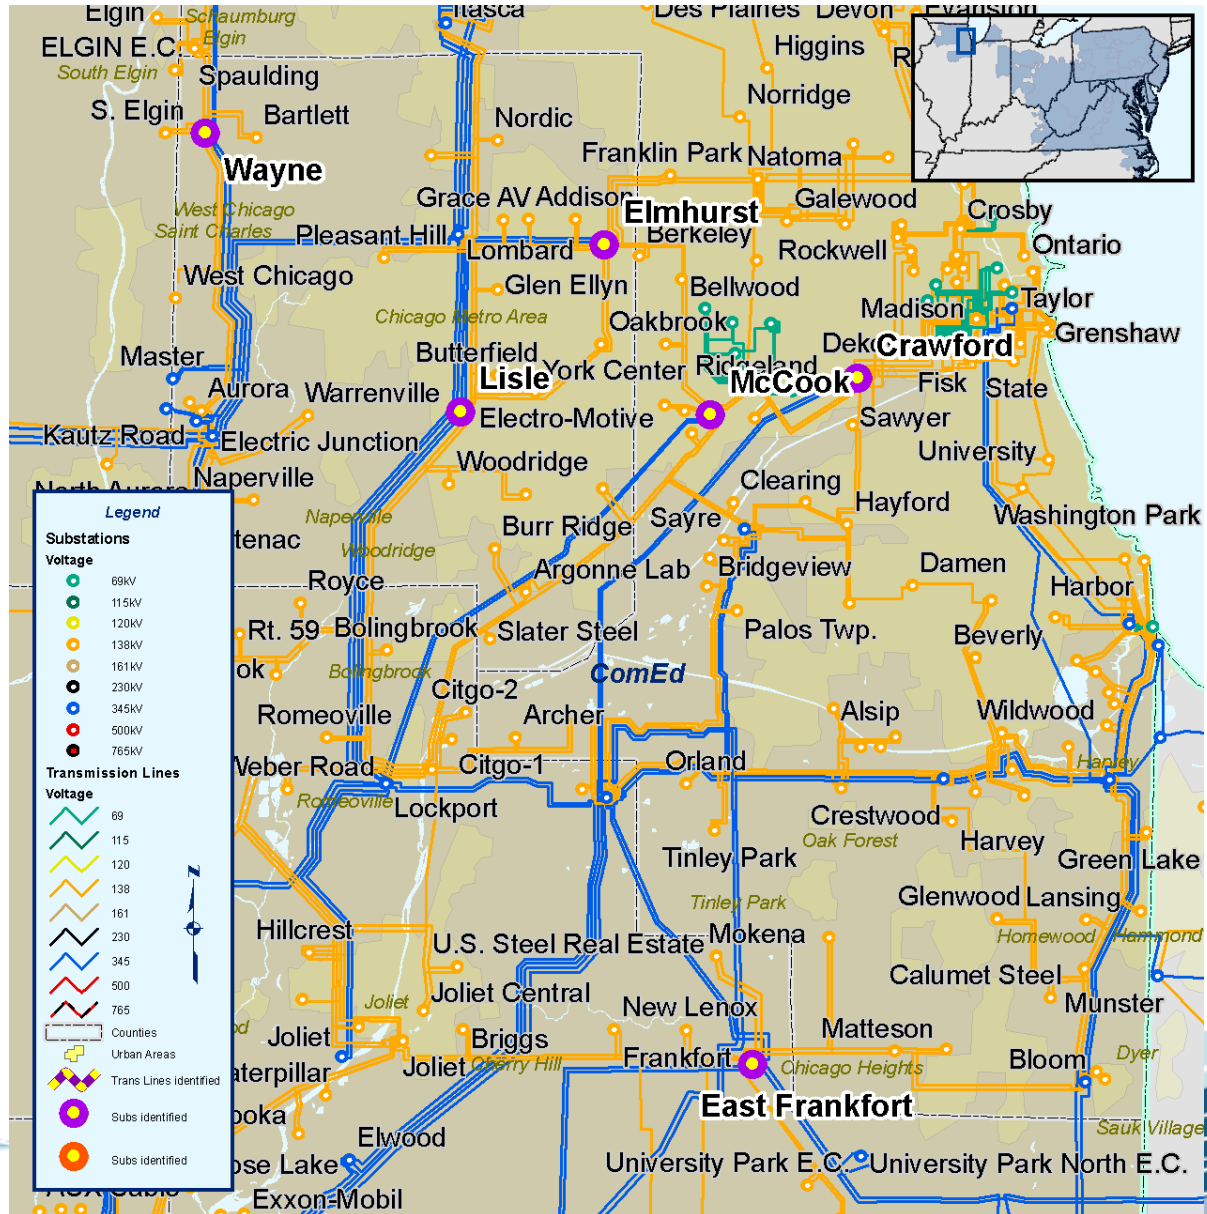 Elgin
Schaumburg
Itasca
Des Plaines
Devon
Evanston
ELGIN E.C.
Elgin
Higgins
South Elgin
Spaulding
Norridge
S. Elgin
Bartlett
Nordic
Wayne
Franklin Park
Natoma
Grace AV
Addison
Galewood
West Chicago
Elmhurst
Crosby
Saint Charles
Pleasant Hill
Berkeley
Rockwell
Ontario
Lombard
West Chicago
Glen Ellyn
Bellwood
Madison
Taylor
Chicago Metro Area
Oakbrook
Grenshaw
Master
Butterfield
Crawford
Lisle
York Center
Ridgeland
McCook
Fisk
State
Aurora
Warrenville
Electro-Motive
Sawyer
Kautz Road
Electric Junction
University
Woodridge
Naperville
Clearing
Hayford
Naperville
Burr Ridge
Sayre
Washington Park
tenac
Woodridge
Argonne Lab
Bridgeview
Damen
Royce
Harbor
Rt. 59
Bolingbrook
Slater Steel
Palos Twp.
Beverly
ok
Bolingbrook
ComEd
Citgo-2
Romeoville
Archer
Alsip
Wildwood
Weber Road
Citgo-1
Orland
Hanley
Romeoville
Lockport
Crestwood
Oak Forest
Harvey
Tinley Park
Green Lake
Glenwood
Lansing
Tinley Park
Hillcrest
U.S. Steel Real Estate
Mokena
Homewood
Hammond
Calumet Steel
Joliet
Joliet Central
New Lenox
Munster
Matteson
Joliet
Briggs
Frankfort
Bloom
Dyer
Joliet
Cherry Hill
Chicago Heights
aterpillar
East Frankfort
ooka
Sauk Village
Elwood
ose Lake
University Park E.C.
University Park North E.C.
Exxon-Mobil
Legend
Substations
Voltage
69kV
115kV
120kV
138kV
161kV
230kV
345kV
500kV
765kV
Transmission Lines
Voltage
69
115
120
138
161
230
345
500
765
Counties
Urban Areas
Trans Lines identified
Subs identified
Subs identified
N